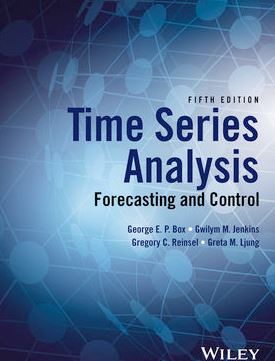 FIFTH EDITION
Time Series
Analysis
Forecasting and Control
George E. P. Box • Gwilym M. Jenkins
Gregory C. Reinsel • Greta M. Ljung
WILEY